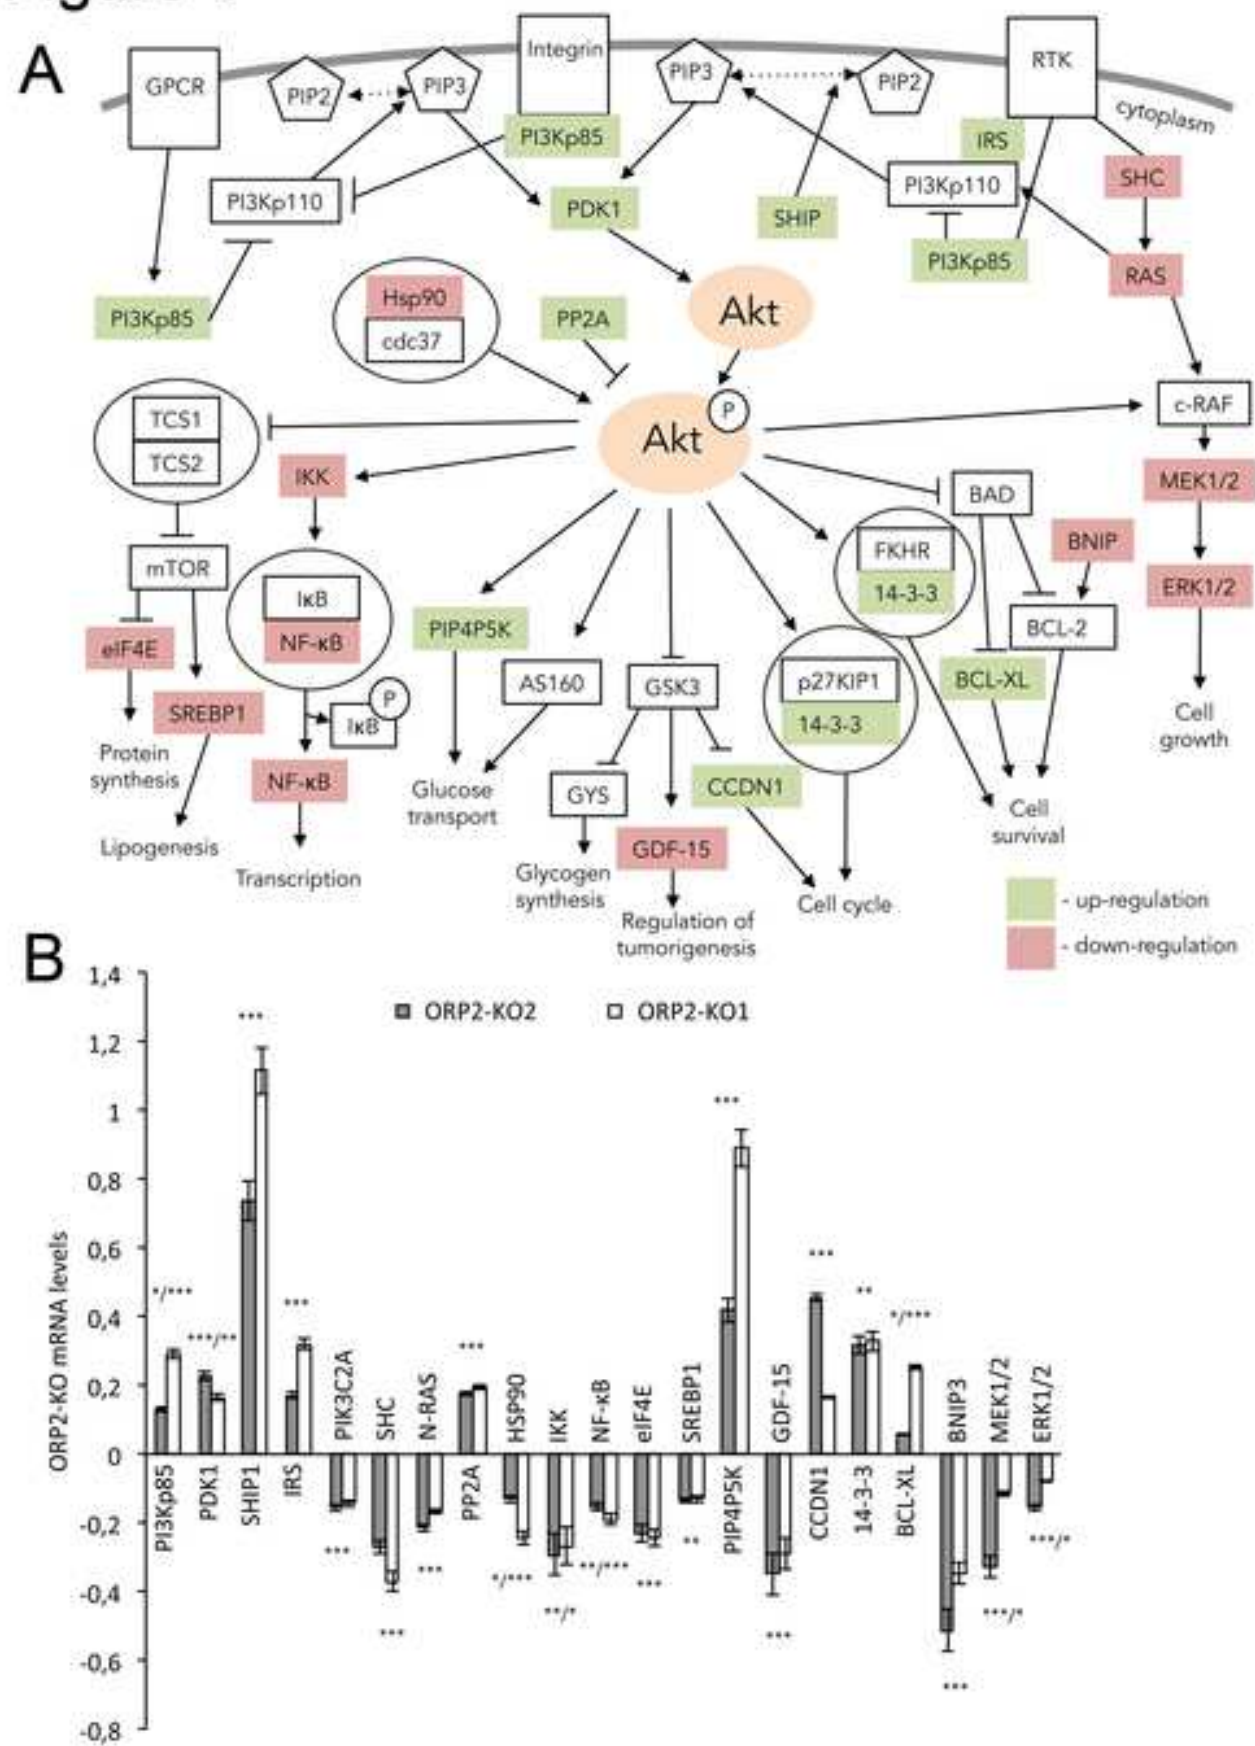 A
GPCR
PIP2
PIP3
Integrin
PIP3
PIP2
RTK
cytoplasm
PI3Kp85
IRS
PI3Kp110
PI3Kp110
SHC
PDK1
SHIP
PI3Kp85
RAS
PI3Kp85
Hsp90
cdc37
PP2A
Akt
Akt
P
c-RAF
TCS1
TCS2
IKK
BAD
MEK1/2
mTOR
FKHR
14-3-3
BNIP
ERK1/2
IκB
NF-κB
PIP4P5K
BCL-2
eIF4E
AS160
GSK3
p27KIP1
14-3-3
BCL-XL
SREBP1
P
IκB
Protein
synthesis
NF-κB
Glucose
transport
GYS
CCDN1
Cell
growth
Cell
survival
Lipogenesis
GDF-15
Transcription
Glycogen
synthesis
Cell cycle
Regulation of
tumorigenesis
- up-regulation
- down-regulation
B
ORP2-KO2
ORP2-KO1
ORP2-KO mRNA levels
1,4
1,2
1
0,8
0,6
0,4
0,2
0
-0,2
-0,4
-0,6
-0,8
PI3Kp85
PDK1
SHIP1
IRS
PIK3C2A
SHC
N-RAS
PP2A
HSP90
IKK
NF-κB
eIF4E
SREBP1
PIP4P5K
GDF-15
CCDN1
14-3-3
BCL-XL
BNIP3
MEK1/2
ERK1/2
*/***
***/**
***
***
***
***
***
***
*/***
**/*
**/***
***
**
***
***
***
**
*/***
***
***/*
***/*